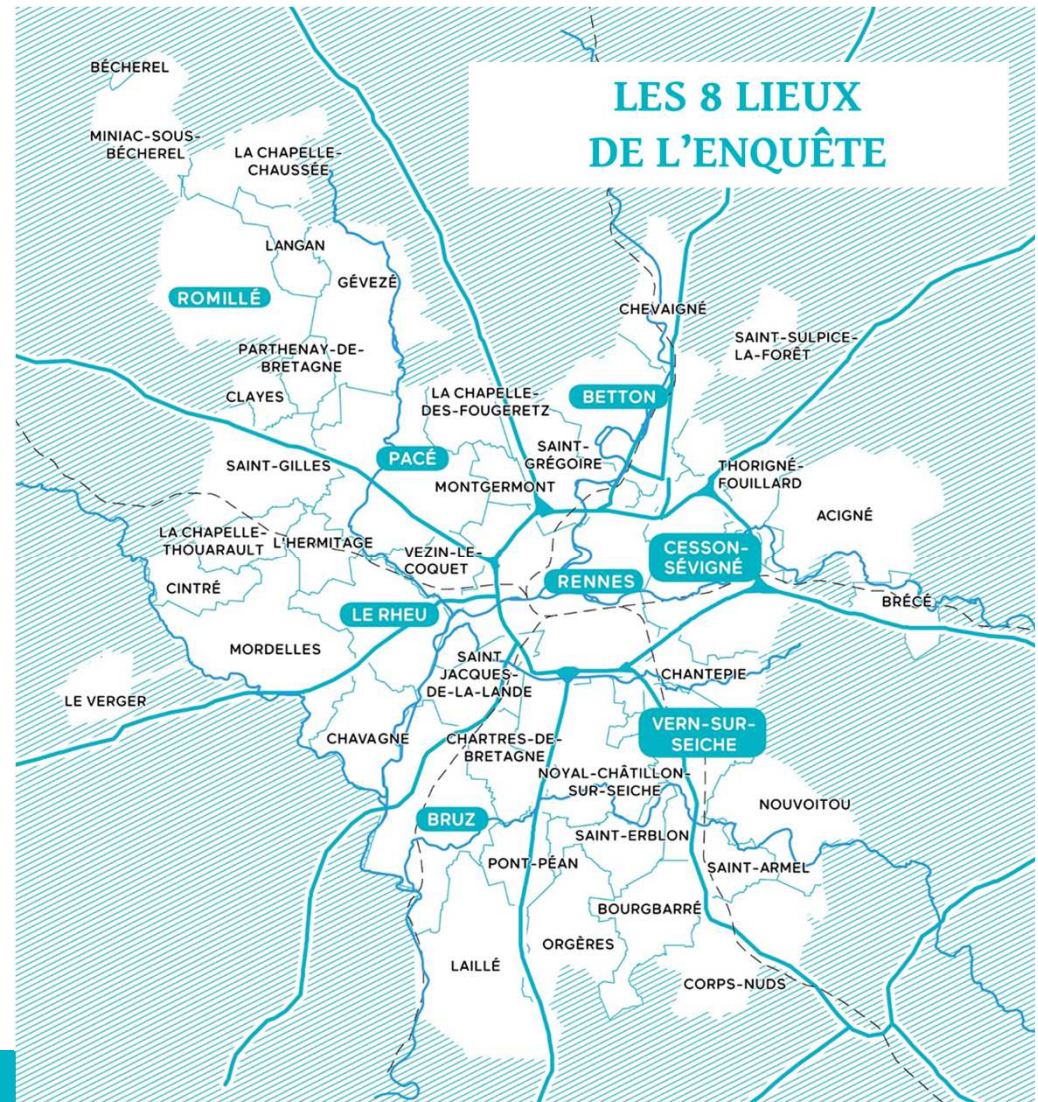 LES 8 LIEUX
DE L'ENQUÊTE
BÉCHEREL
MINIAC-SOUS-
BÉCHEREL
LA CHAPELLE-
CHAUSSÉE
LANGAN
GÉVEZÉ
ROMILLÉ
CHEVAIGNÉ
SAINT-SULPICE-
LA-FORÊT
PARTHENAY-DE-
BRETAGNE
CLAYES
LA CHAPELLE-
DES-FOUGERETZ
BETTON
SAINT-
GRÉGOIRE
PACÉ
SAINT-GILLES
MONTGERMONT
THORIGNÉ-
FOUILLARD
ACIGNÉ
LA CHAPELLE-
THOUARAULT
L'HERMITAGE
VEZIN-LE-
COQUET
CESSON-
SÉVIGNÉ
RENNES
CINTRÉ
LE RHEU
BRÉCÉ
MORDELLES
SAINT
JACQUES-
DE-LA-LANDE
CHANTEPIE
LE VERGER
CHAVAGNE
CHARTRES-DE-
BRETAGNE
VERN-SUR-
SEICHE
NOYAL-CHÂTILLON-
SUR-SEICHE
NOUVOITOU
BRUZ
SAINT-ERBLON
PONT-PÉAN
SAINT-ARMEL
BOURGBARRÉ
ORGÈRES
LAILLÉ
CORPS-NUDS